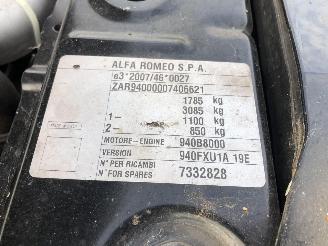 ALFA ROMEO S.P.A.
e3*2007/46*0027
ZAR94000007406621
1785 kg
3085 kg
1– 1100 kg
2– 850 kg
MOTORE-ENGINE 940B8000
VERSION 940FXU1A 19E
N° PER RICAMBI
N° FOR SPARES 7332828